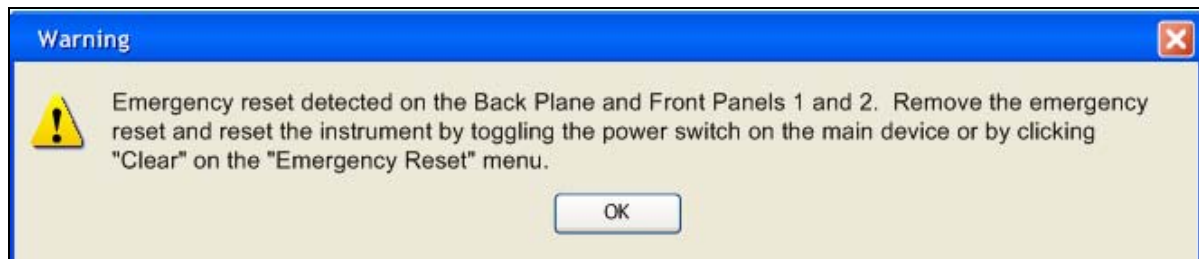 Warning
Emergency reset detected on the Back Plane and Front Panels 1 and 2.  Remove the emergency
reset and reset the instrument by toggling the power switch on the main device or by clicking
"Clear" on the "Emergency Reset" menu.
OK